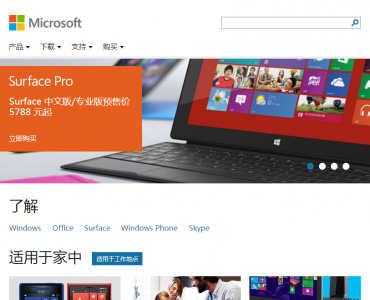 Microsoft
产品 下载 支持 购买
Surface Pro
Surface 中文版/专业版预售价
5788 元起
立即购买
了解
Windows Office Surface Windows Phone Skype
适用于家中 适用于工作地点